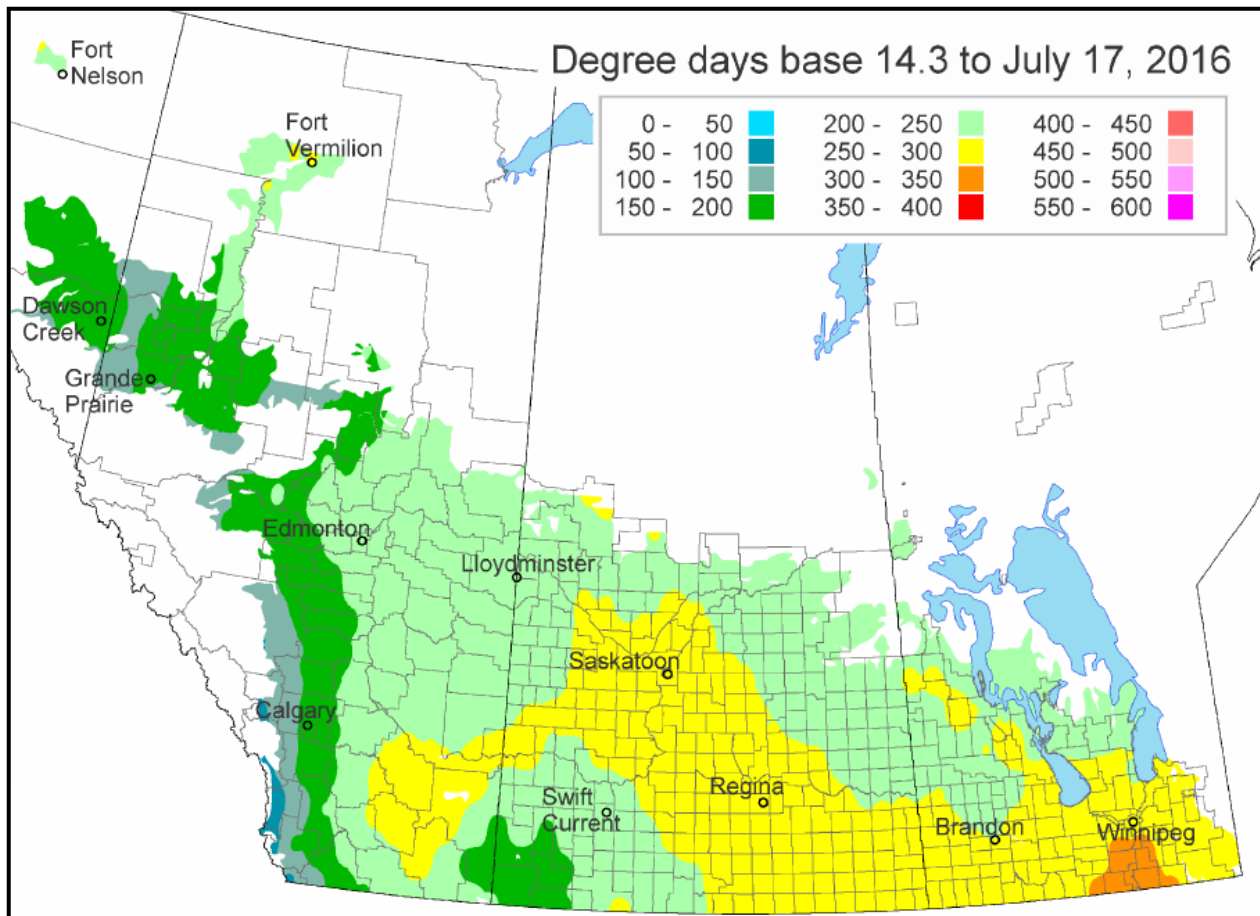 Degree days base 14.3 to July 17, 2016
0 - 50
50 - 100
100 - 150
150 - 200
200 - 250
250 - 300
300 - 350
350 - 400
400 - 450
450 - 500
500 - 550
550 - 600
Fort
Nelson
Fort
Vermilion
Dawson
Creek
Grande
Prairie
Edmonton
Lloydminster
Saskatoon
Calgary
Swift
Current
Regina
Brandon
Winnipeg